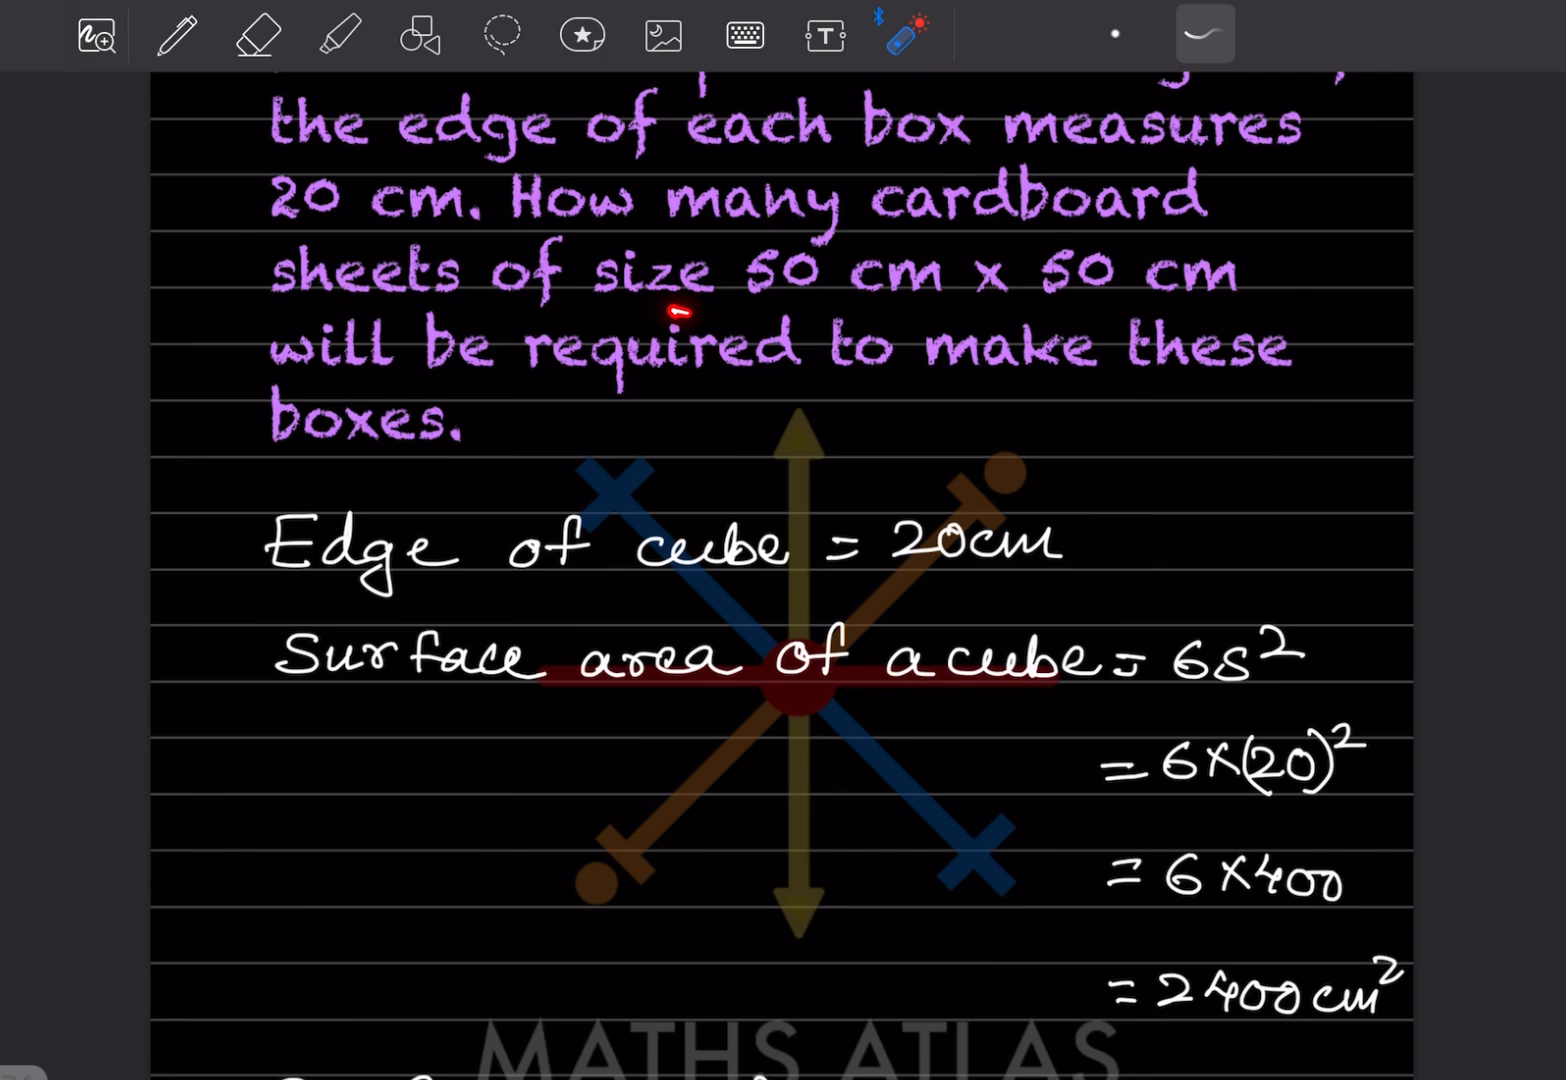 the edge of each box measures
20 cm. How many cardboard
sheets of size 50 cm x 50 cm
will be required to make these
boxes.
Edge of cube = 20cm
Surface area of a cube = 6s²
= 6×(20)²
= 6×400
= 2400 cm²
MATHS ATLAS